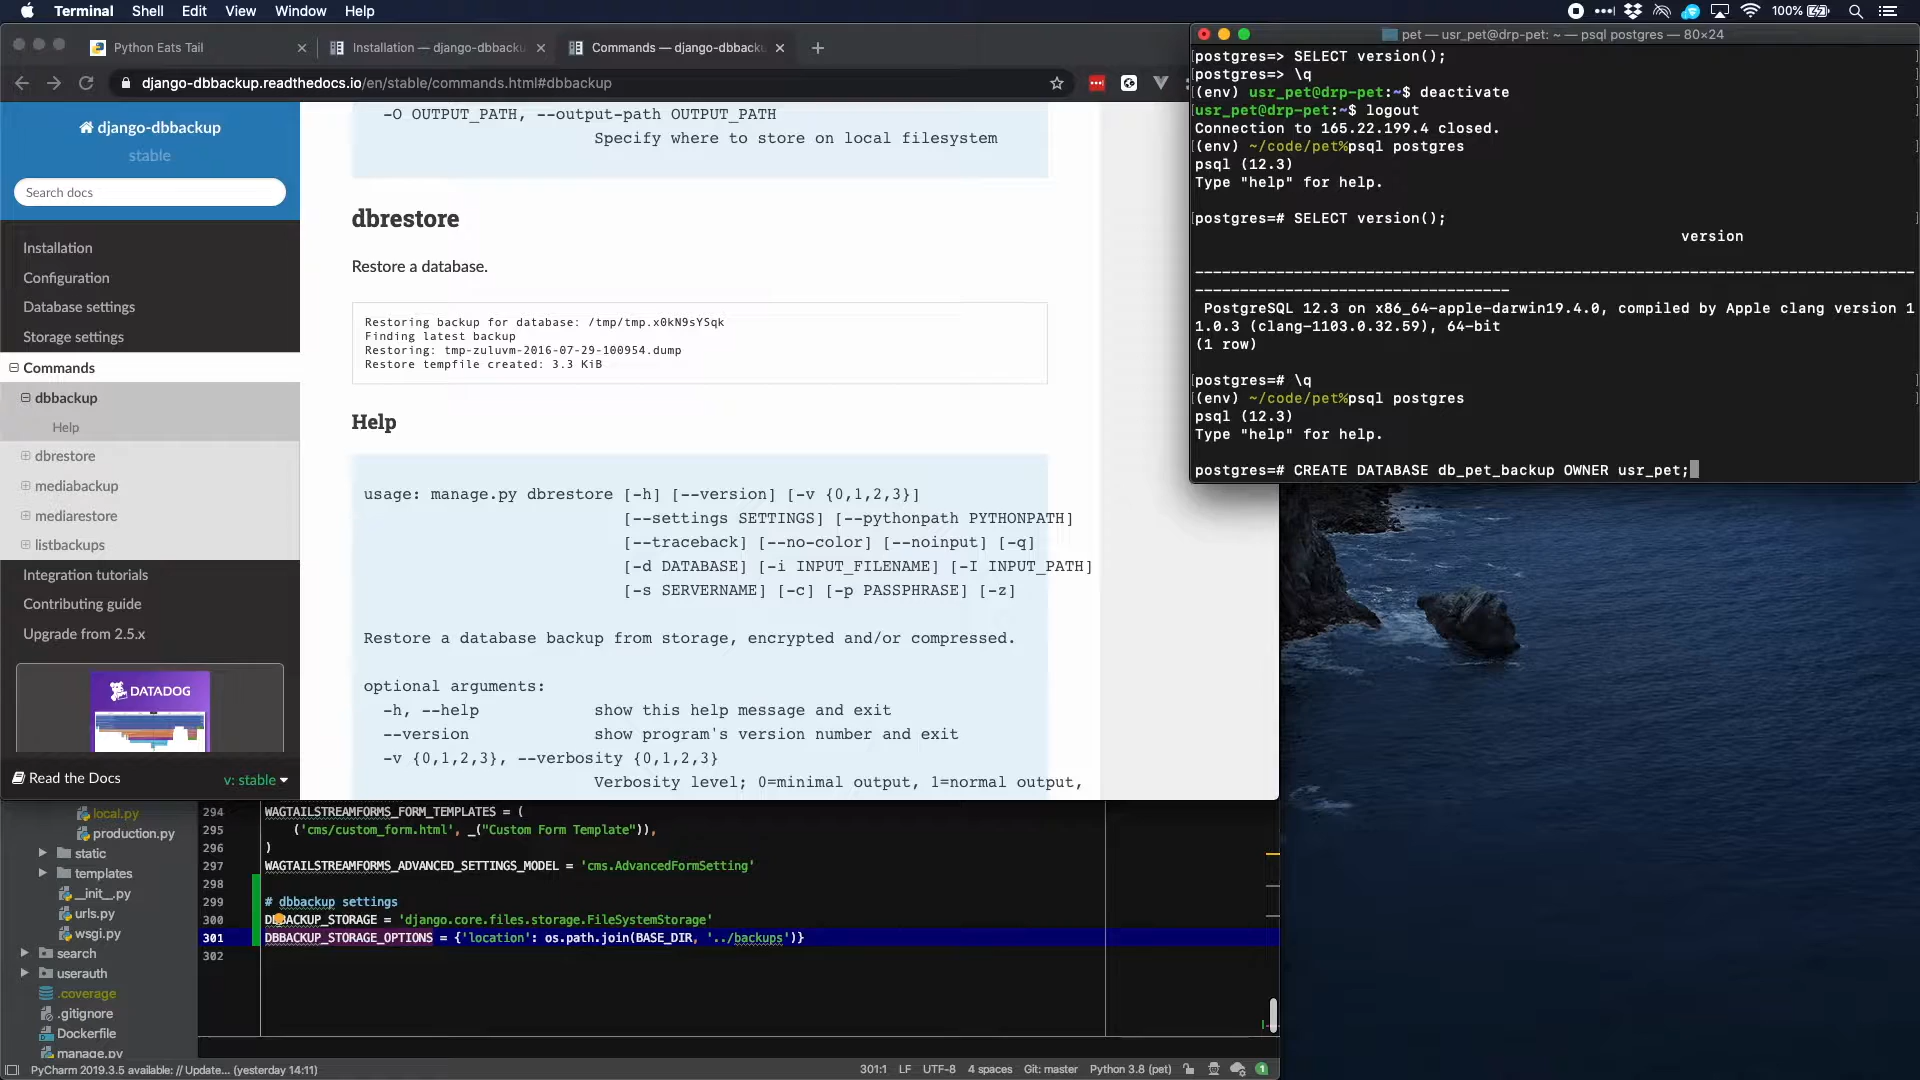 Terminal Shell Edit View Window Help
100%
Python Eats Tail
Installation — django-dbbacku
Commands — django-dbbacku
django-dbbackup.readthedocs.io/en/stable/commands.html#dbbackup
django-dbbackup
stable
Search docs
Installation
Configuration
Database settings
Storage settings
Commands
dbbackup
Help
dbrestore
mediabackup
mediarestore
listbackups
Integration tutorials
Contributing guide
Upgrade from 2.5.x
DATADOG
Read the Docs
v: stable
-O OUTPUT_PATH, --output-path OUTPUT_PATH
Specify where to store on local filesystem
dbrestore
Restore a database.
Restoring backup for database: /tmp/tmp.x0kN9sYSqk
Finding latest backup
Restoring: tmp-zuluvm-2016-07-29-100954.dump
Restore tempfile created: 3.3 KiB
Help
usage: manage.py dbrestore [-h] [--version] [-v {0,1,2,3}]
[--settings SETTINGS] [--pythonpath PYTHONPATH]
[--traceback] [--no-color] [--noinput] [-q]
[-d DATABASE] [-i INPUT_FILENAME] [-I INPUT_PATH]
[-s SERVERNAME] [-c] [-p PASSPHRASE] [-z]
Restore a database backup from storage, encrypted and/or compressed.
optional arguments:
-h, --help show this help message and exit
--version show program's version number and exit
-v {0,1,2,3}, --verbosity {0,1,2,3}
Verbosity level; 0=minimal output, 1=normal output,
pet — usr_pet@drp-pet: ~ — psql postgres — 80×24
postgres=> SELECT version();
postgres=> \q
(env) usr_pet@drp-pet:~$ deactivate
usr_pet@drp-pet:~$ logout
Connection to 165.22.199.4 closed.
(env) ~/code/pet%psql postgres
psql (12.3)
Type "help" for help.
postgres=# SELECT version();
version
--------------------------------------------------------------------------------
-----------------------------------
PostgreSQL 12.3 on x86_64-apple-darwin19.4.0, compiled by Apple clang version 1
1.0.3 (clang-1103.0.32.59), 64-bit
(1 row)
postgres=# \q
(env) ~/code/pet%psql postgres
psql (12.3)
Type "help" for help.
postgres=# CREATE DATABASE db_pet_backup OWNER usr_pet;
local.py
production.py
static
templates
__init__.py
urls.py
wsgi.py
search
userauth
.coverage
.gitignore
Dockerfile
manage.py
294 WAGTAILSTREAMFORMS_FORM_TEMPLATES = (
295 ('cms/custom_form.html', _("Custom Form Template")),
296 )
297 WAGTAILSTREAMFORMS_ADVANCED_SETTINGS_MODEL = 'cms.AdvancedFormSetting'
298
299 # dbbackup settings
300 DBBACKUP_STORAGE = 'django.core.files.storage.FileSystemStorage'
301 DBBACKUP_STORAGE_OPTIONS = {'location': os.path.join(BASE_DIR, '../backups')}
302
PyCharm 2019.3.5 available: // Update... (yesterday 14:11)
301:1 LF UTF-8 4 spaces Git: master Python 3.8 (pet) 1